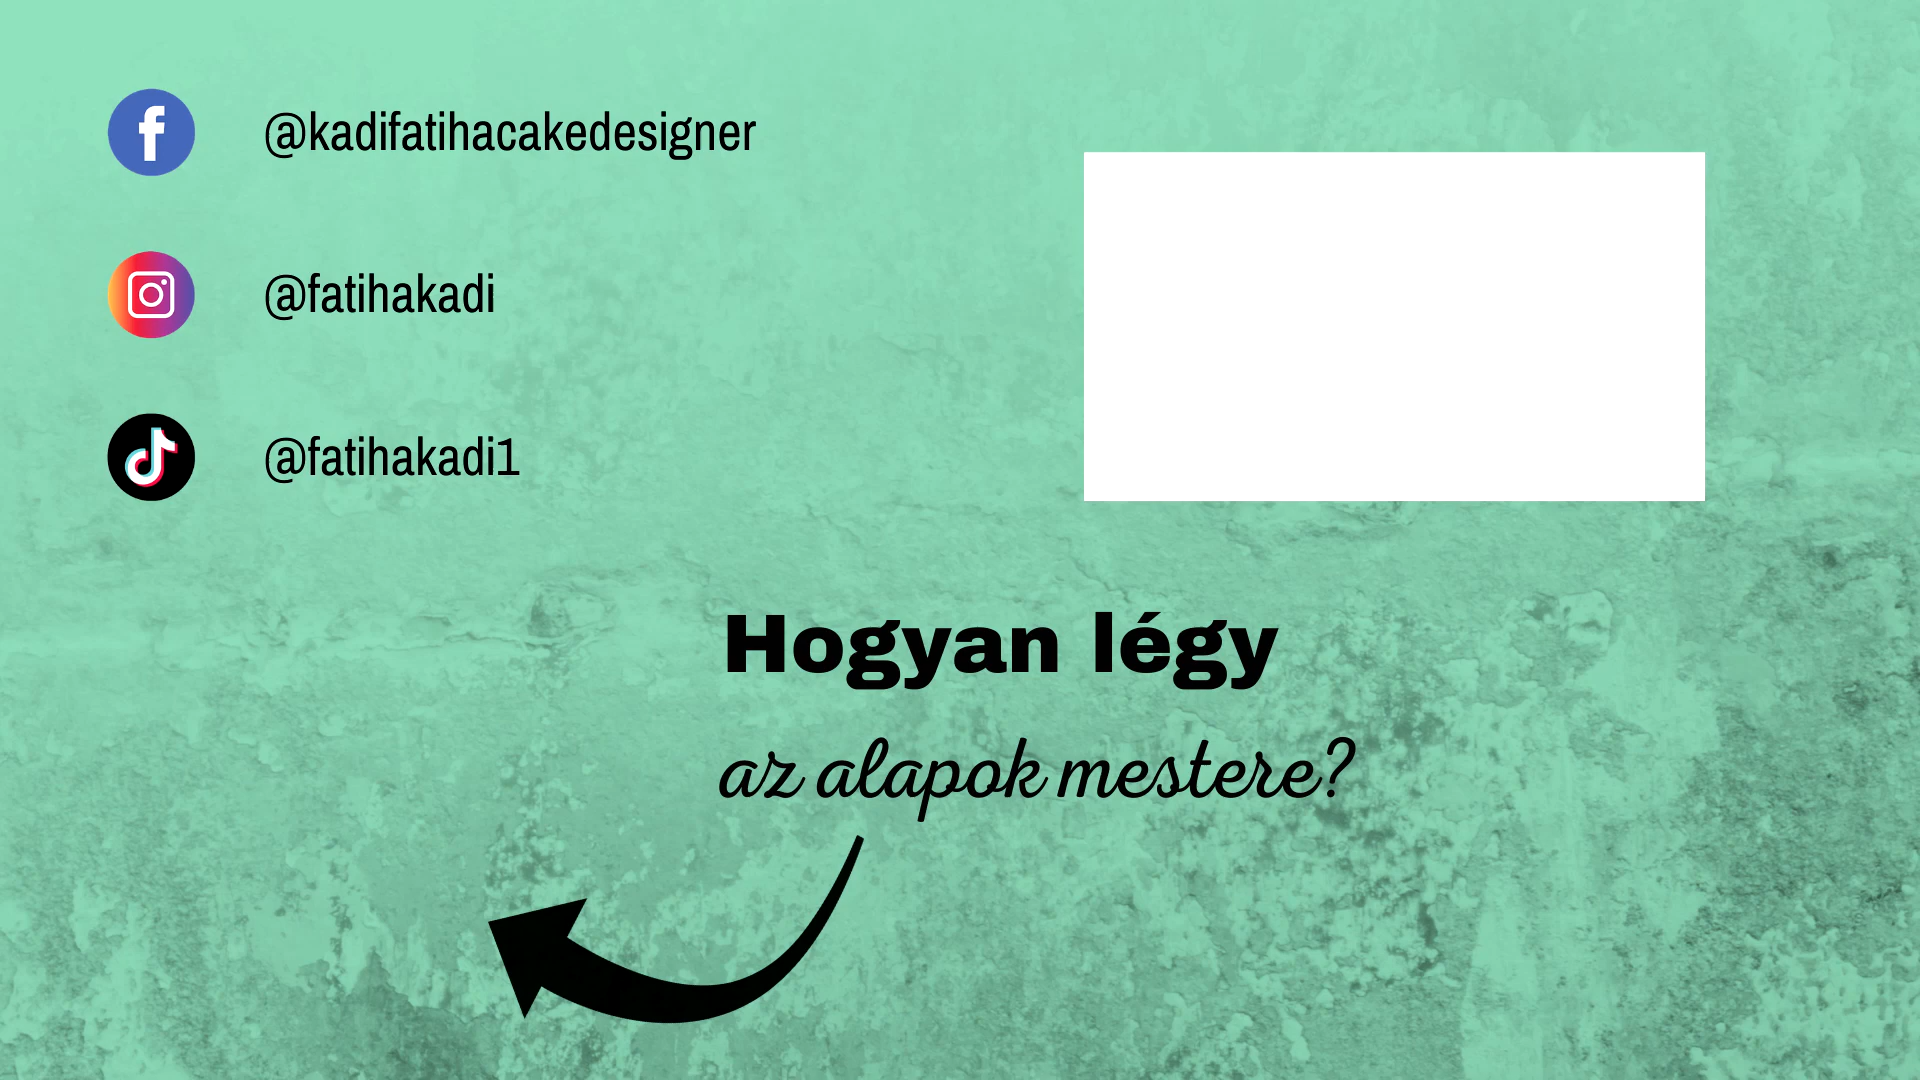 @kadifatihacakedesigner
@fatihakadi
@fatihakadi1
Hogyan légy
az alapok mestere?